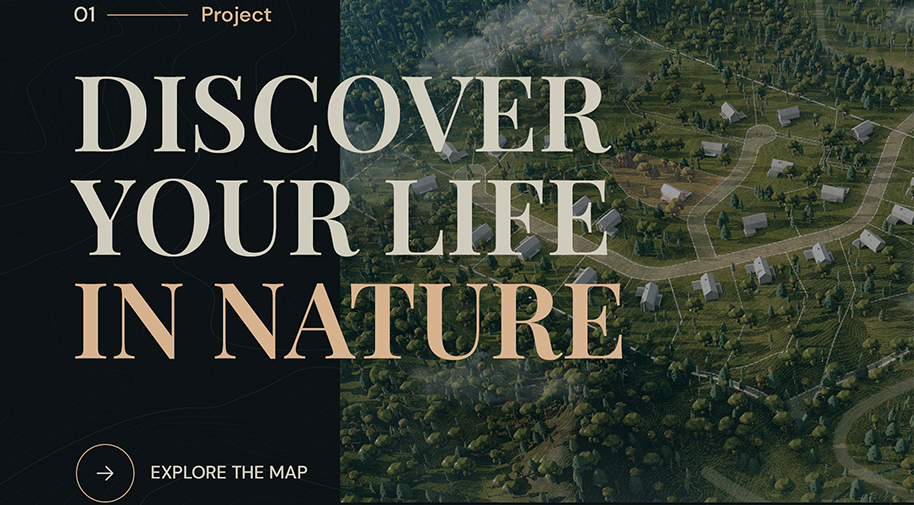 01 Project
DISCOVER
YOUR LIFE
IN NATURE
EXPLORE THE MAP